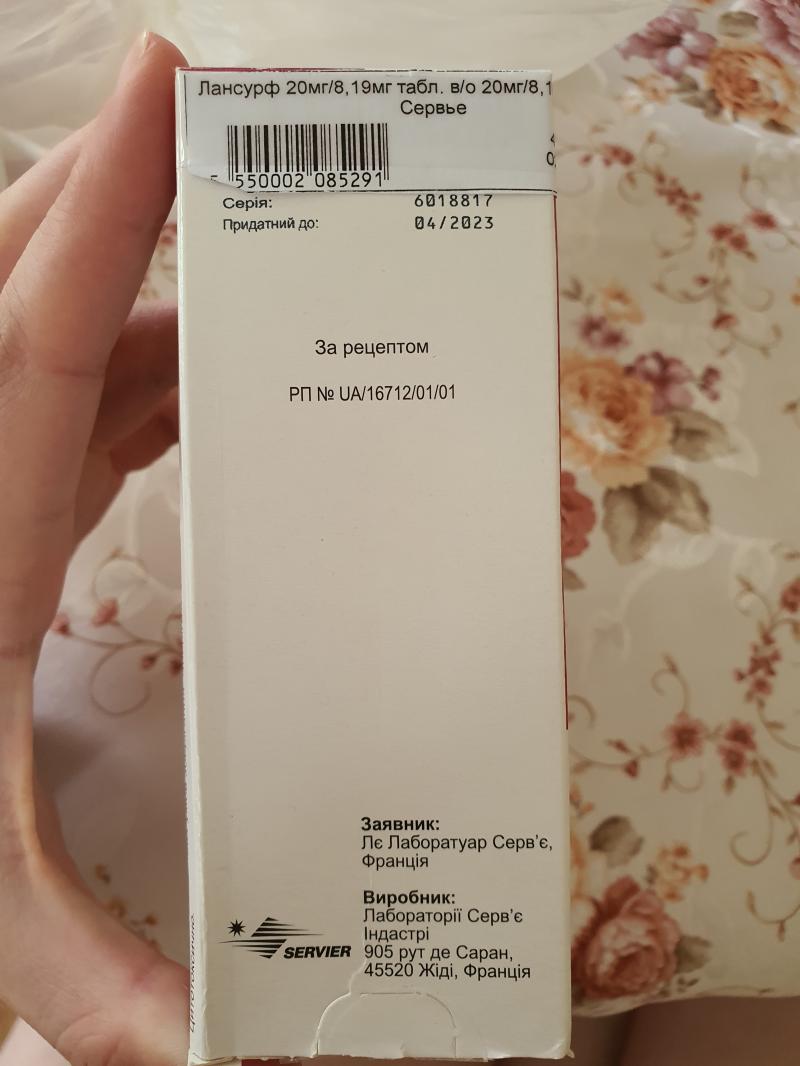 Лансурф 20мг/8,19мг табл. в/о 20мг/8,1
Сервье
550002 085291
Серія: 6018817
Придатний до: 04/2023
За рецептом
РП № UA/16712/01/01
Заявник:
Лє Лаборатуар Серв'є,
Франція
Виробник:
Лабораторії Серв'є
Індастрі
905 рут де Саран,
45520 Жіді, Франція
SERVIER